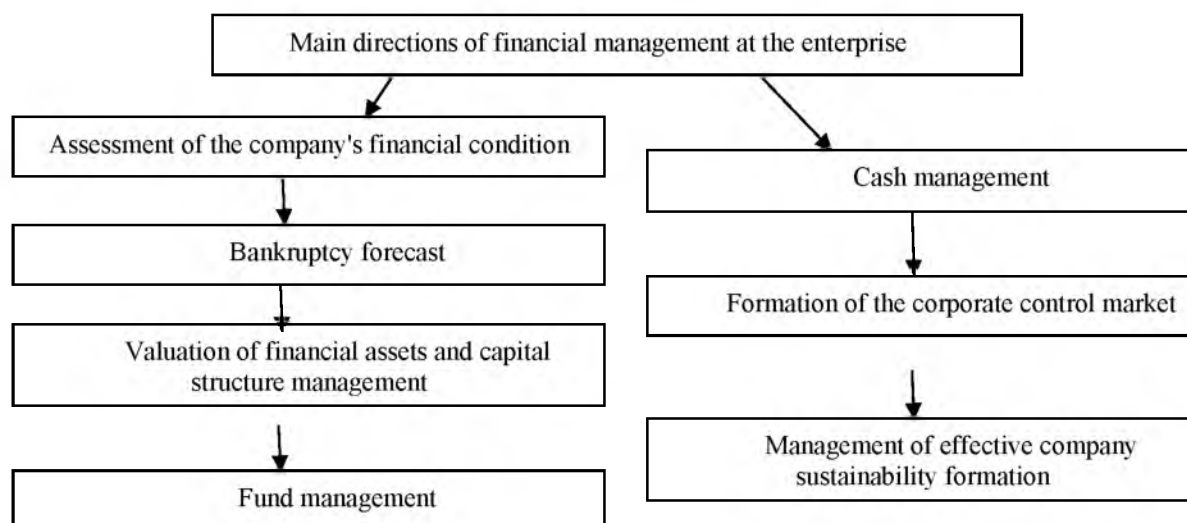 Main directions of financial management at the enterprise
Assessment of the company's financial condition
Bankruptcy forecast
Valuation of financial assets and capital
structure management
Fund management
Cash management
Formation of the corporate control market
Management of effective company
sustainability formation